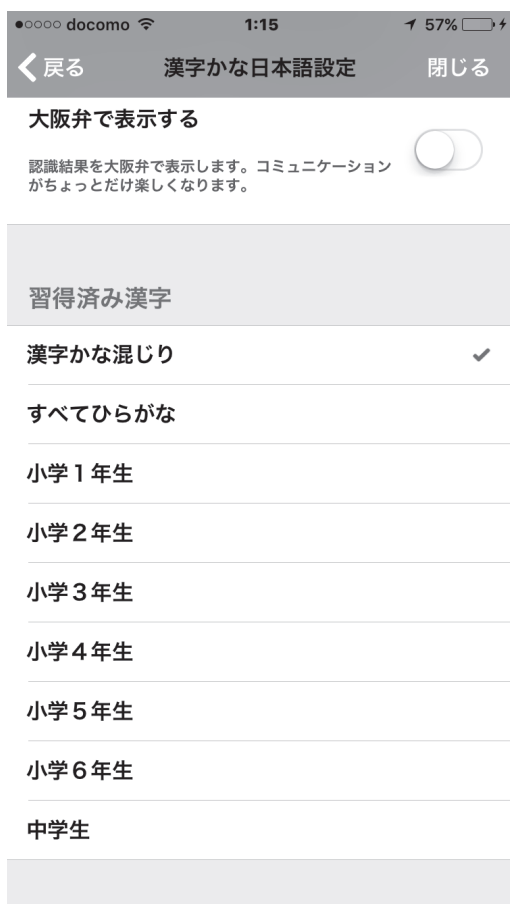 docomo 1:15 57%
戻る 漢字かな日本語設定 閉じる
大阪弁で表示する
認識結果を大阪弁で表示します。コミュニケーション
がちょっとだけ楽しくなります。
習得済み漢字
漢字かな混じり
すべてひらがな
小学1年生
小学2年生
小学3年生
小学4年生
小学5年生
小学6年生
中学生